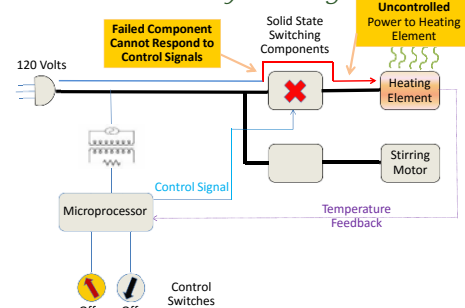 Failed Component
Cannot Respond to
Control Signals
Solid State
Switching
Components
Uncontrolled
Power to Heating
Element
120 Volts
Heating
Element
Stirring
Motor
Control Signal
Microprocessor
Temperature
Feedback
Control
Switches